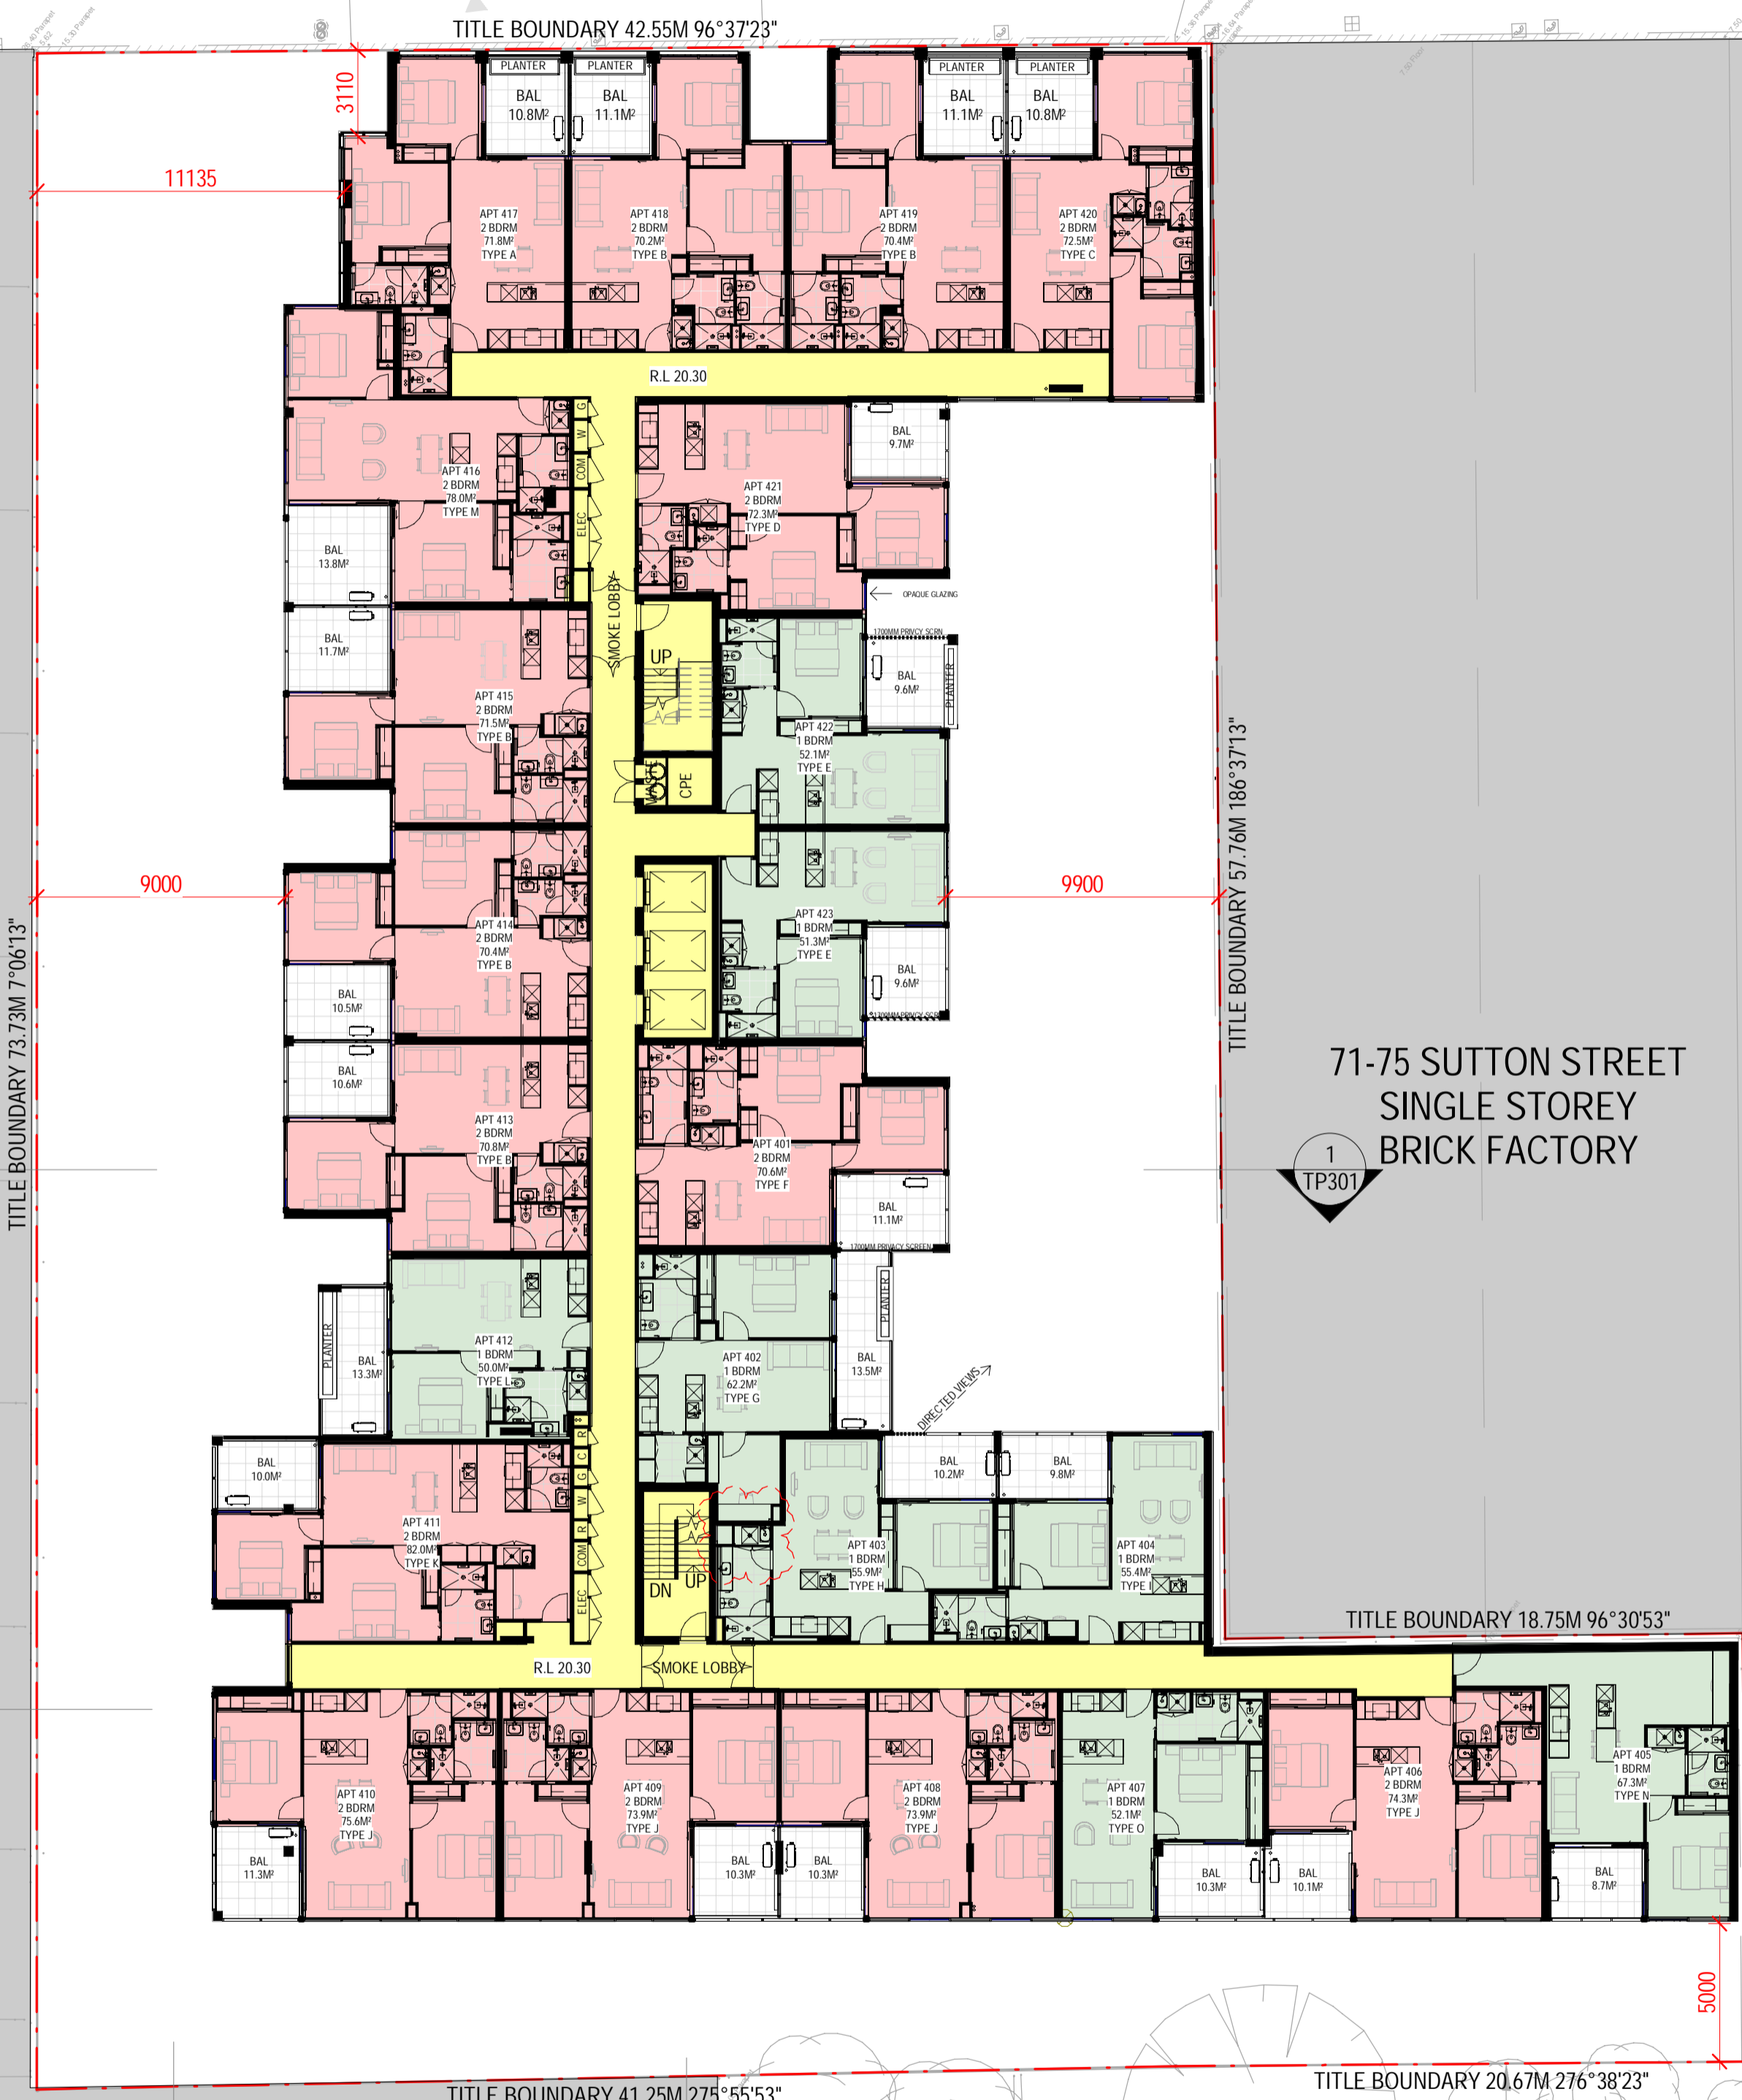 TITLE BOUNDARY 42.55M 96°37'23"
3110
11135
PLANTER
PLANTER
PLANTER
PLANTER
BAL
10.8M²
BAL
11.1M²
BAL
11.1M²
BAL
10.8M²
APT 417
2 BDRM
71.8M²
TYPE A
APT 418
2 BDRM
70.2M²
TYPE B
APT 419
2 BDRM
70.4M²
TYPE B
APT 420
2 BDRM
72.5M²
TYPE C
R.L 20.30
G
W
COM
ELEC
APT 416
2 BDRM
78.0M²
TYPE M
BAL
9.7M²
APT 421
2 BDRM
72.3M²
TYPE D
BAL
13.8M²
SMOKE LOBBY
OPAQUE GLAZING
1700MM PRIVCY SCRN
BAL
11.7M²
UP
BAL
9.6M²
PLANTER
APT 415
2 BDRM
71.5M²
TYPE B
APT 422
1 BDRM
52.1M²
TYPE E
WASTE
CPE
9000
9900
TITLE BOUNDARY 73.73M 7°06'13"
TITLE BOUNDARY 57.76M 186°37'13"
APT 414
2 BDRM
70.4M²
TYPE B
APT 423
1 BDRM
51.3M²
TYPE E
BAL
10.5M²
BAL
9.6M²
1700MM PRIVCY SCRN
BAL
10.6M²
71-75 SUTTON STREET
SINGLE STOREY
BRICK FACTORY
1
TP301
APT 413
2 BDRM
70.8M²
TYPE B
APT 401
2 BDRM
70.6M²
TYPE F
BAL
11.1M²
1700MM PRIVACY SCREEN
PLANTER
PLANTER
APT 412
1 BDRM
50.0M²
TYPE L
BAL
13.3M²
APT 402
1 BDRM
62.2M²
TYPE G
BAL
13.5M²
DIRECTED VIEWS
R
C
G
W
R
COM
ELEC
BAL
10.0M²
BAL
10.2M²
BAL
9.8M²
APT 411
2 BDRM
82.0M²
TYPE K
APT 403
1 BDRM
55.9M²
TYPE H
APT 404
1 BDRM
55.4M²
TYPE I
DN
UP
TITLE BOUNDARY 18.75M 96°30'53"
R.L 20.30
SMOKE LOBBY
APT 410
2 BDRM
75.6M²
TYPE J
APT 409
2 BDRM
73.9M²
TYPE J
APT 408
2 BDRM
73.9M²
TYPE J
APT 407
1 BDRM
52.1M²
TYPE O
APT 406
2 BDRM
74.3M²
TYPE J
APT 405
1 BDRM
67.3M²
TYPE N
BAL
11.3M²
BAL
10.3M²
BAL
10.3M²
BAL
10.3M²
BAL
10.1M²
BAL
8.7M²
5000
TITLE BOUNDARY 41.25M 275°55'53"
TITLE BOUNDARY 20.67M 276°38'23"